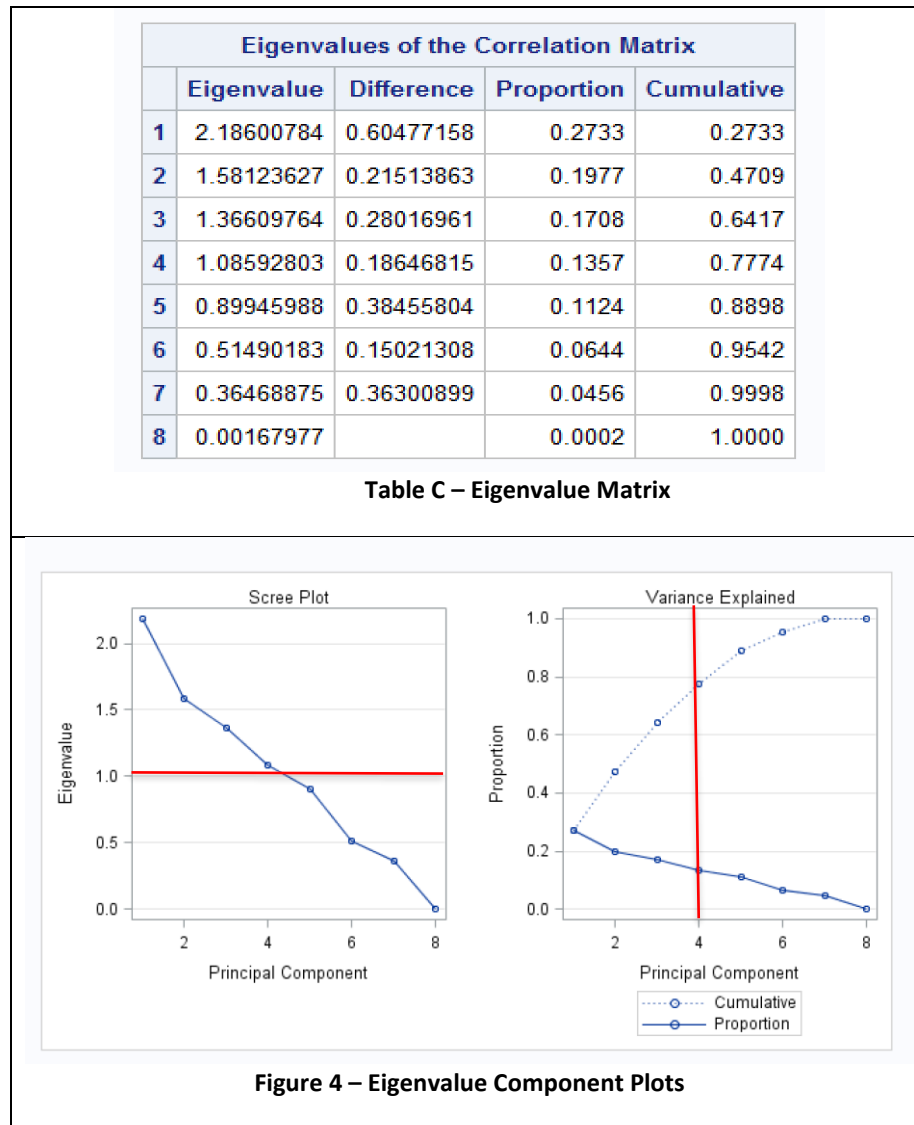 Eigenvalues of the Correlation Matrix
Eigenvalue Difference Proportion Cumulative
1 2.18600784 0.60477158 0.2733 0.2733
2 1.58123627 0.21513863 0.1977 0.4709
3 1.36609764 0.28016961 0.1708 0.6417
4 1.08592803 0.18646815 0.1357 0.7774
5 0.89945988 0.38455804 0.1124 0.8898
6 0.51490183 0.15021308 0.0644 0.9542
7 0.36468875 0.36300899 0.0456 0.9998
8 0.00167977 0.0002 1.0000
Table C – Eigenvalue Matrix
Scree Plot
2.0
1.5
1.0
0.5
0.0
Eigenvalue
2 4 6 8
Principal Component
Variance Explained
1.0
0.8
0.6
0.4
0.2
0.0
Proportion
2 4 6 8
Principal Component
Cumulative
Proportion
Figure 4 – Eigenvalue Component Plots